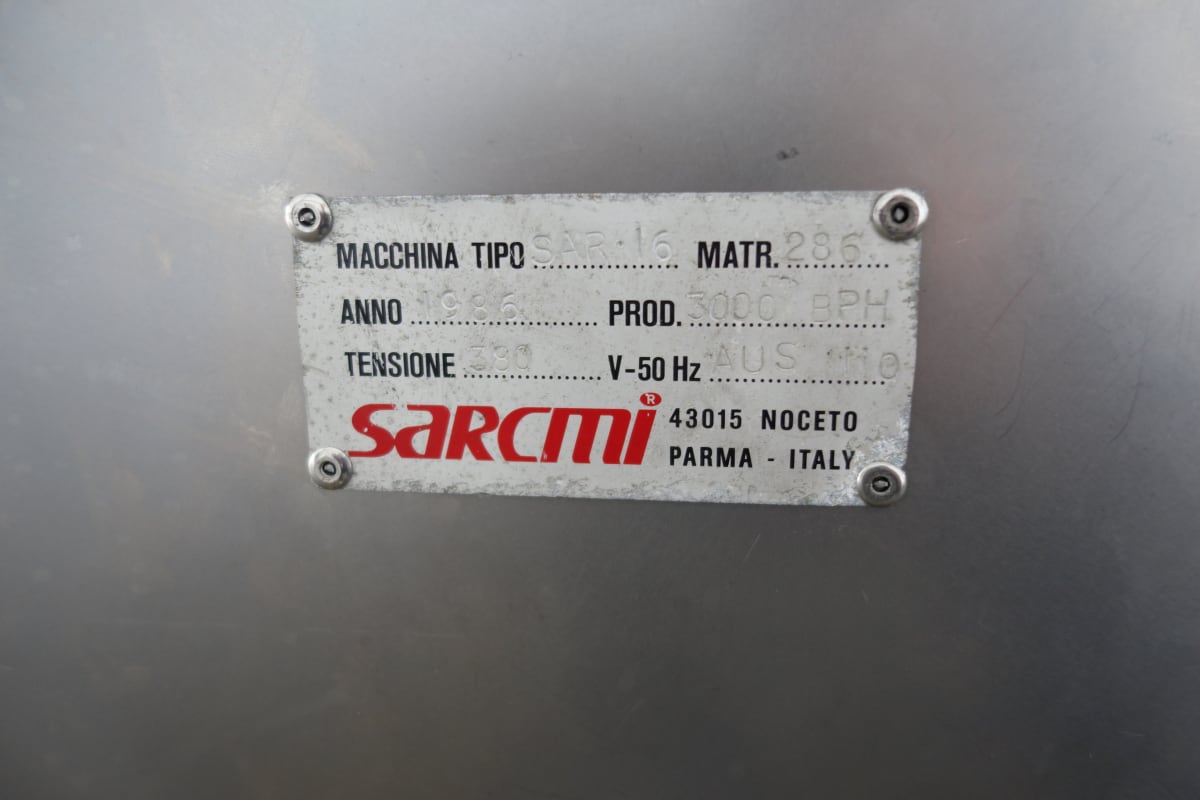 MACCHINA TIPO SAR·16 MATR. 286
ANNO 1986 PROD. 3000 BPH
TENSIONE 380 V-50 Hz AUS 110
sarcmi ® 43015 NOCETO
PARMA - ITALY